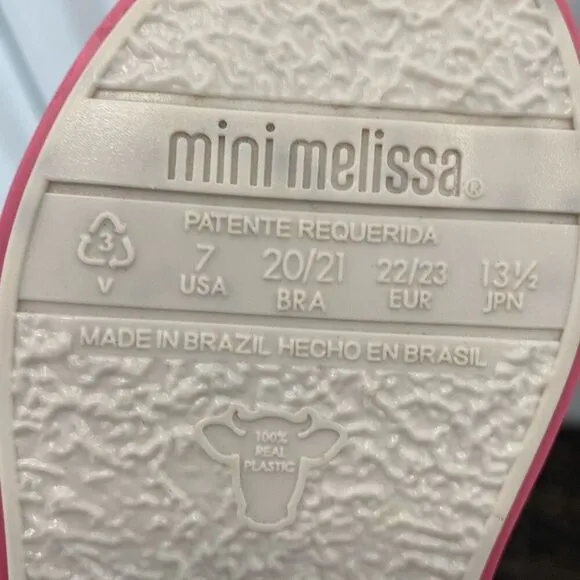 mini melissa®
PATENTE REQUERIDA
3 7 20/21 22/23 13½
V USA BRA EUR JPN
MADE IN BRAZIL HECHO EN BRASIL
100%
REAL
PLASTIC